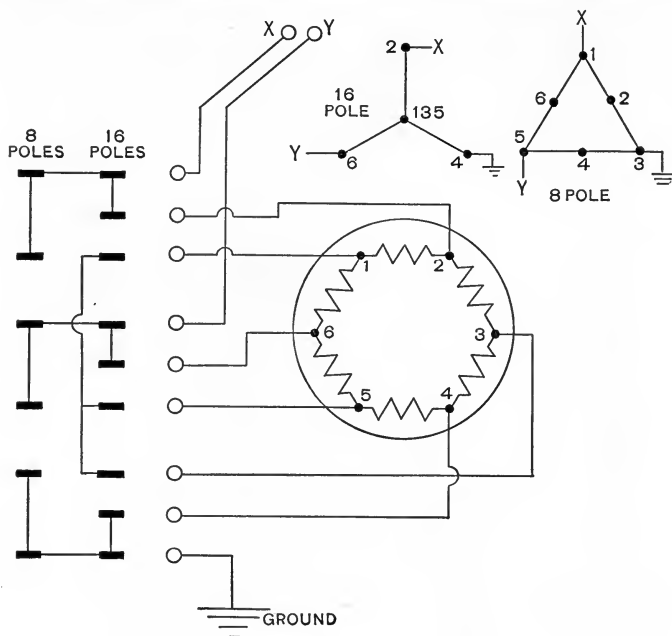 X Y
2 X
16
POLE
135
Y 6 4
X
1
6 2
5 4 3
Y
8 POLE
8
POLES
16
POLES
1 2
6 3
5 4
GROUND